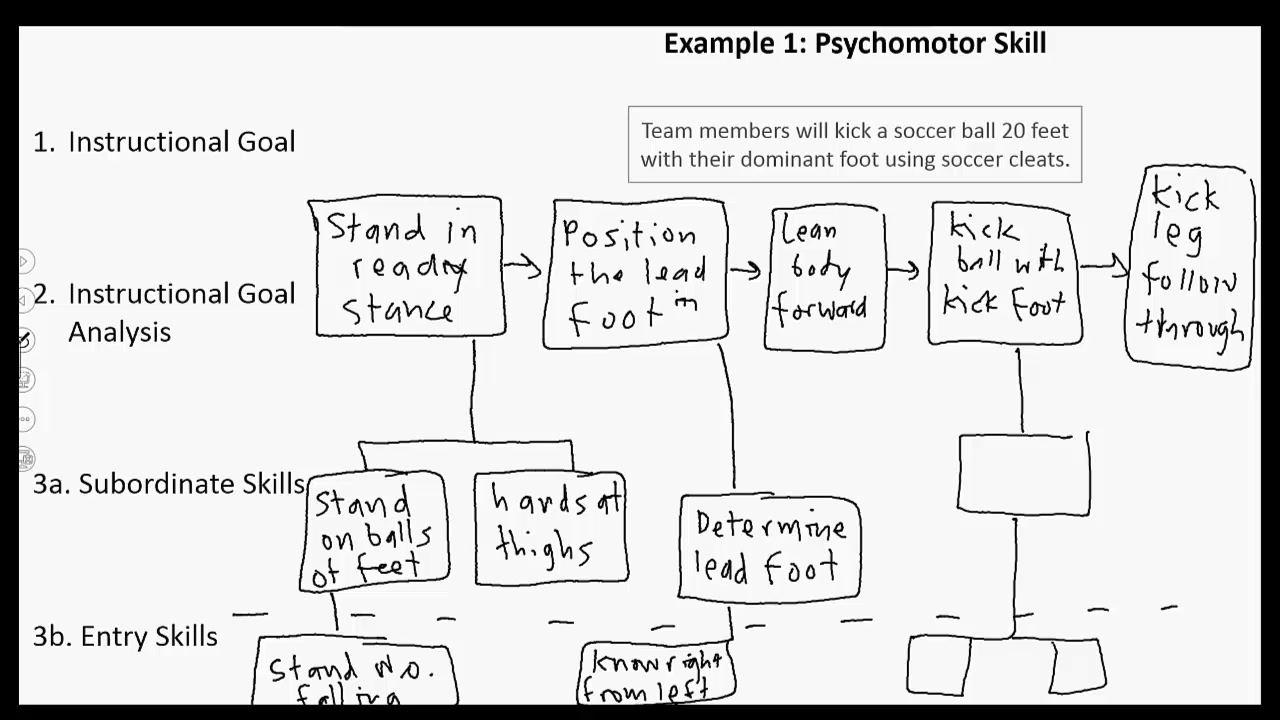 Example 1: Psychomotor Skill
1. Instructional Goal
Team members will kick a soccer ball 20 feet
with their dominant foot using soccer cleats.
2. Instructional Goal
Analysis
Stand in
ready
stance
Position
the lead
foot in
Lean
body
forward
kick
ball with
kick foot
kick
leg
follow
through
3a. Subordinate Skills
Stand
on balls
of feet
hands at
thighs
Determine
lead foot
3b. Entry Skills
Stand w o.
falling
know right
from left